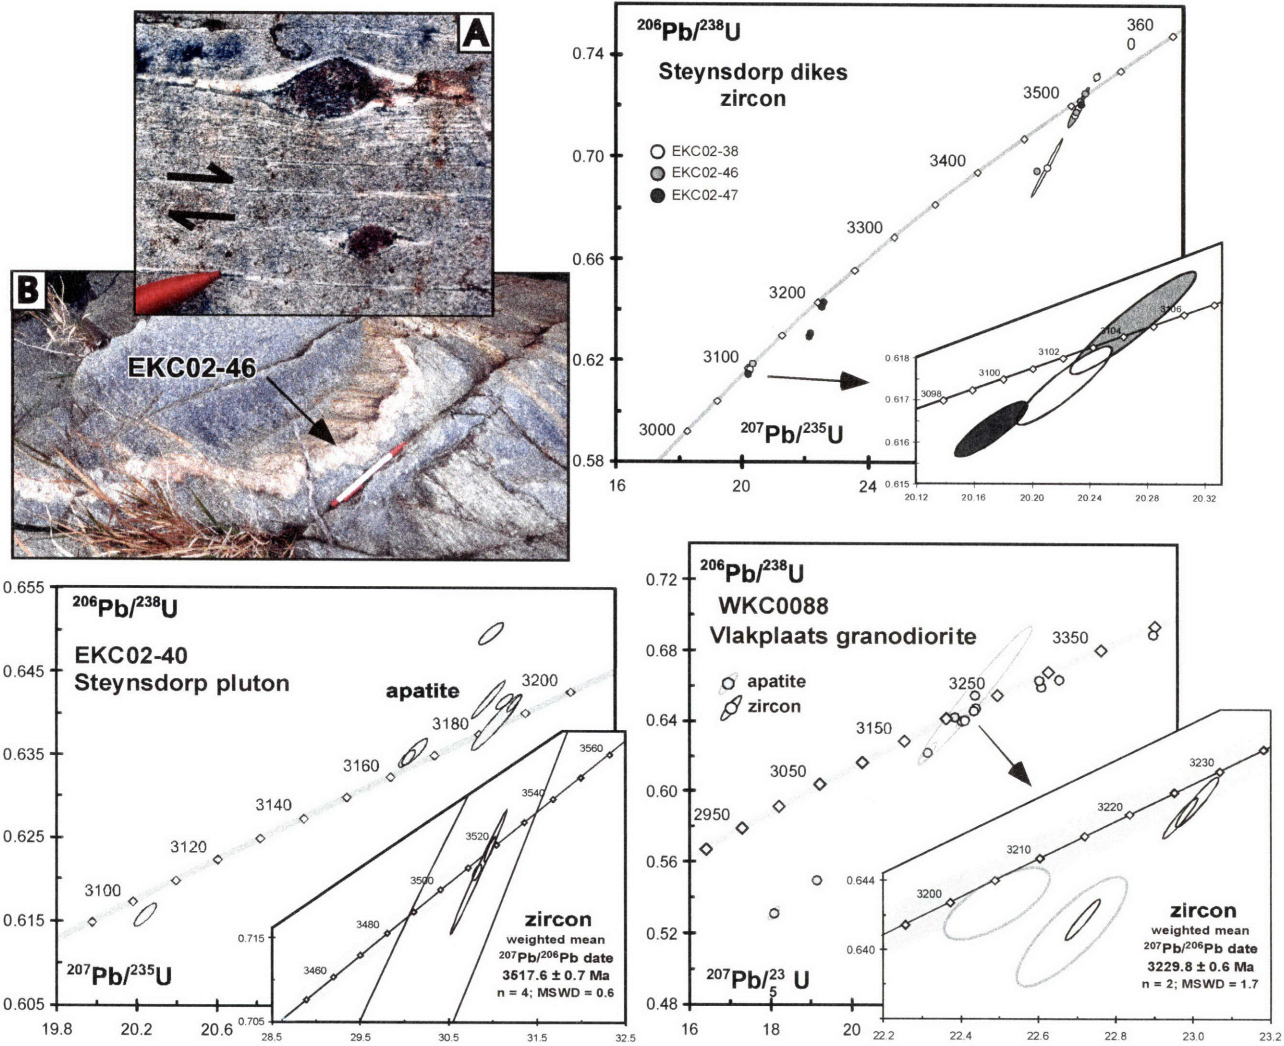 A
B
EKC02-46
²⁰⁶Pb/²³⁸U
Steynsdorp dikes
zircon
EKC02-38
EKC02-46
EKC02-47
0.74
0.70
0.66
0.62
0.58
16
20
24
3000
3100
3200
3300
3400
3500
360
0
²⁰⁷Pb/²³⁵U
0.618
0.617
0.616
0.615
20.12
20.16
20.20
20.24
20.28
20.32
3098
3100
3102
3104
3106
0.655
0.645
0.635
0.625
0.615
0.605
19.8
20.2
20.6
²⁰⁶Pb/²³⁸U
EKC02-40
Steynsdorp pluton
apatite
3100
3120
3140
3160
3180
3200
²⁰⁷Pb/²³⁵U
0.715
0.705
28.5
29.5
30.5
31.5
32.5
3460
3480
3500
3520
3540
3560
zircon
weighted mean
²⁰⁷Pb/²⁰⁶Pb date
3517.6 ± 0.7 Ma
n = 4; MSWD = 0.6
0.72
0.68
0.64
0.60
0.56
0.52
0.48
16
18
20
²⁰⁶Pb/²³⁸U
WKC0088
Vlakplaats granodiorite
apatite
zircon
2950
3050
3150
3250
3350
²⁰⁷Pb/²³₅ U
0.644
0.640
22.2
22.4
22.6
22.8
23.0
23.2
3200
3210
3220
3230
zircon
weighted mean
²⁰⁷Pb/²⁰⁶Pb date
3229.8 ± 0.6 Ma
n = 2; MSWD = 1.7